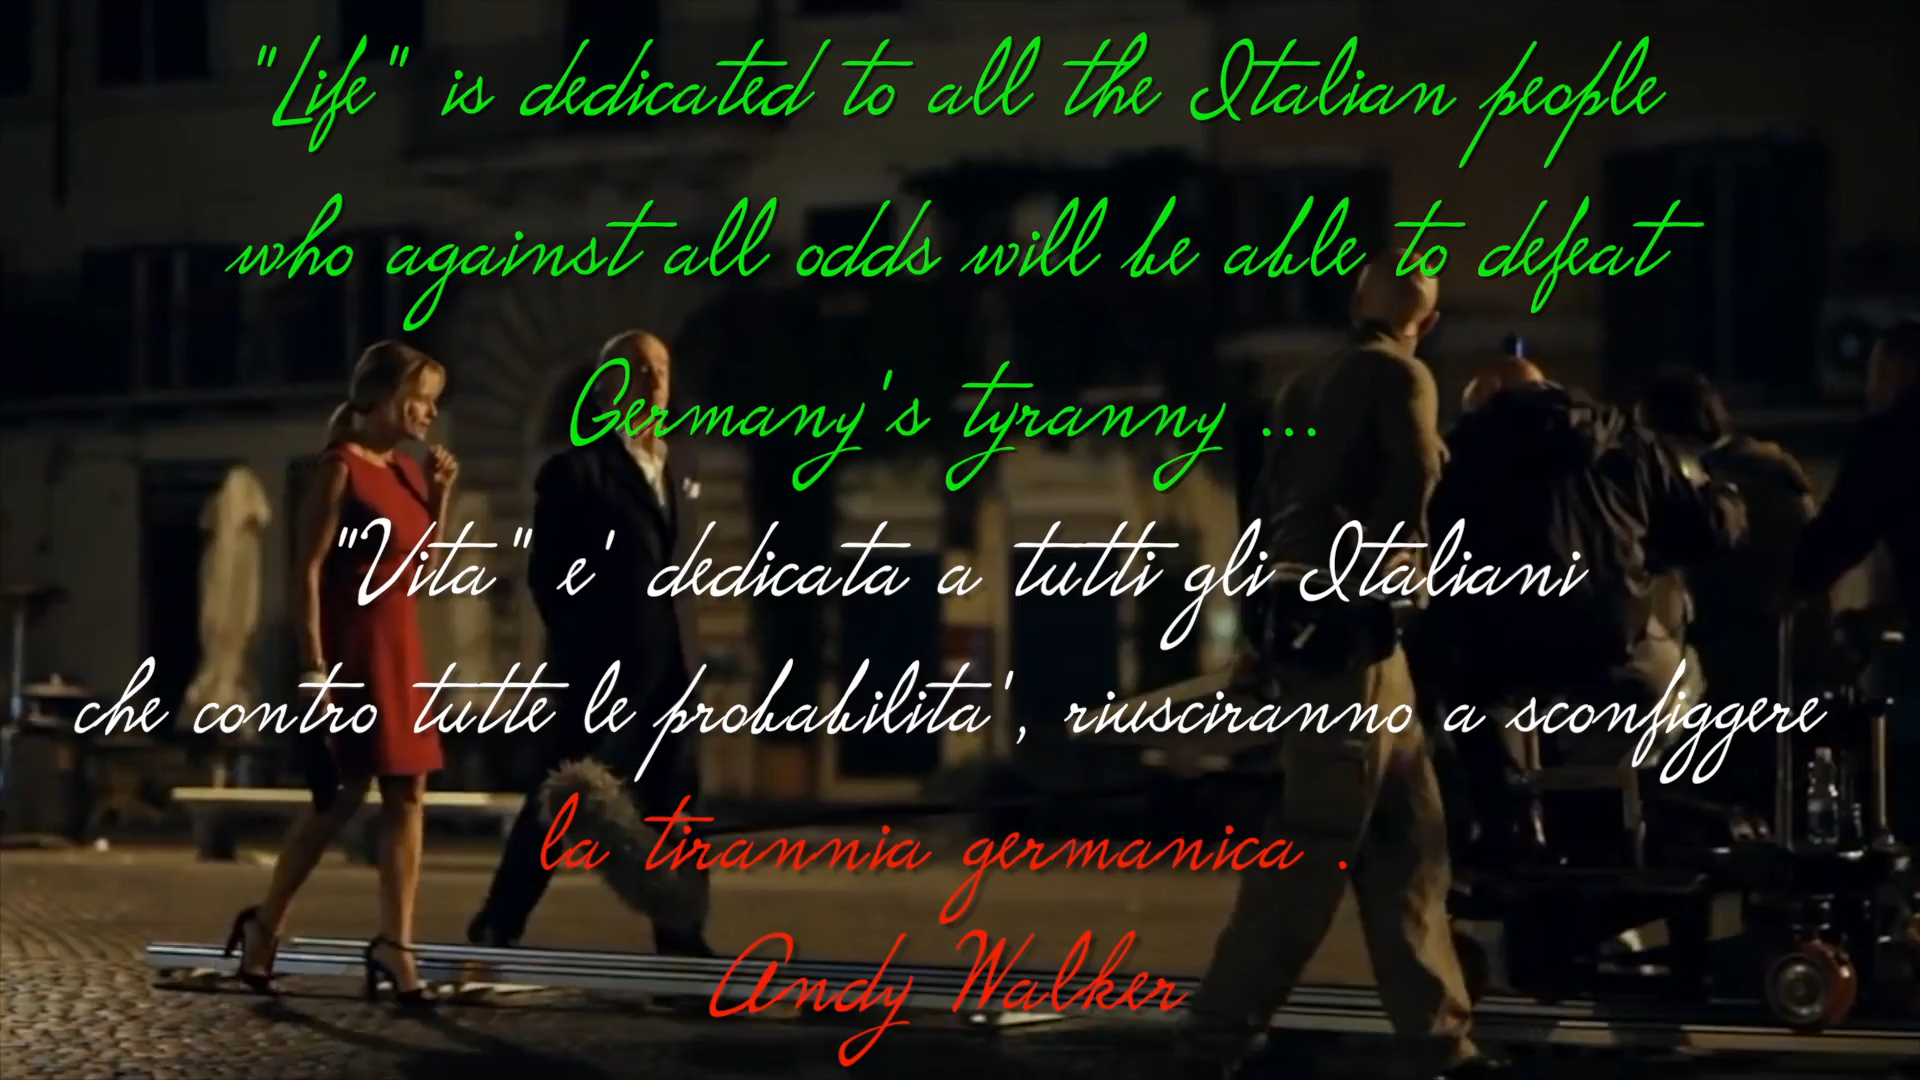 "Life" is dedicated to all the Italian people
who against all odds will be able to defeat
Germany's tyranny ...
"Vita" e' dedicata a tutti gli Italiani
che contro tutte le probabilita', riusciranno a sconfiggere
la tirannia germanica .
Andy Walker